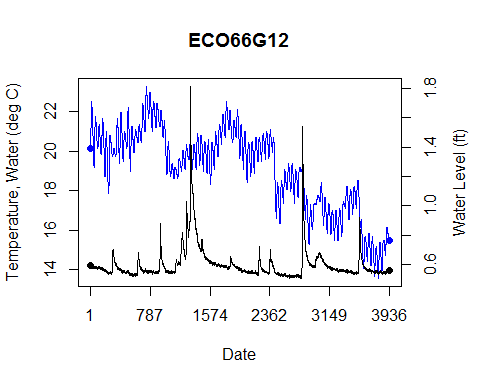 ECO66G12
Temperature, Water (deg C)
22
20
18
16
14
1.8
1.4
1.0
0.6
Water Level (ft)
1 787 1574 2362 3149 3936
Date